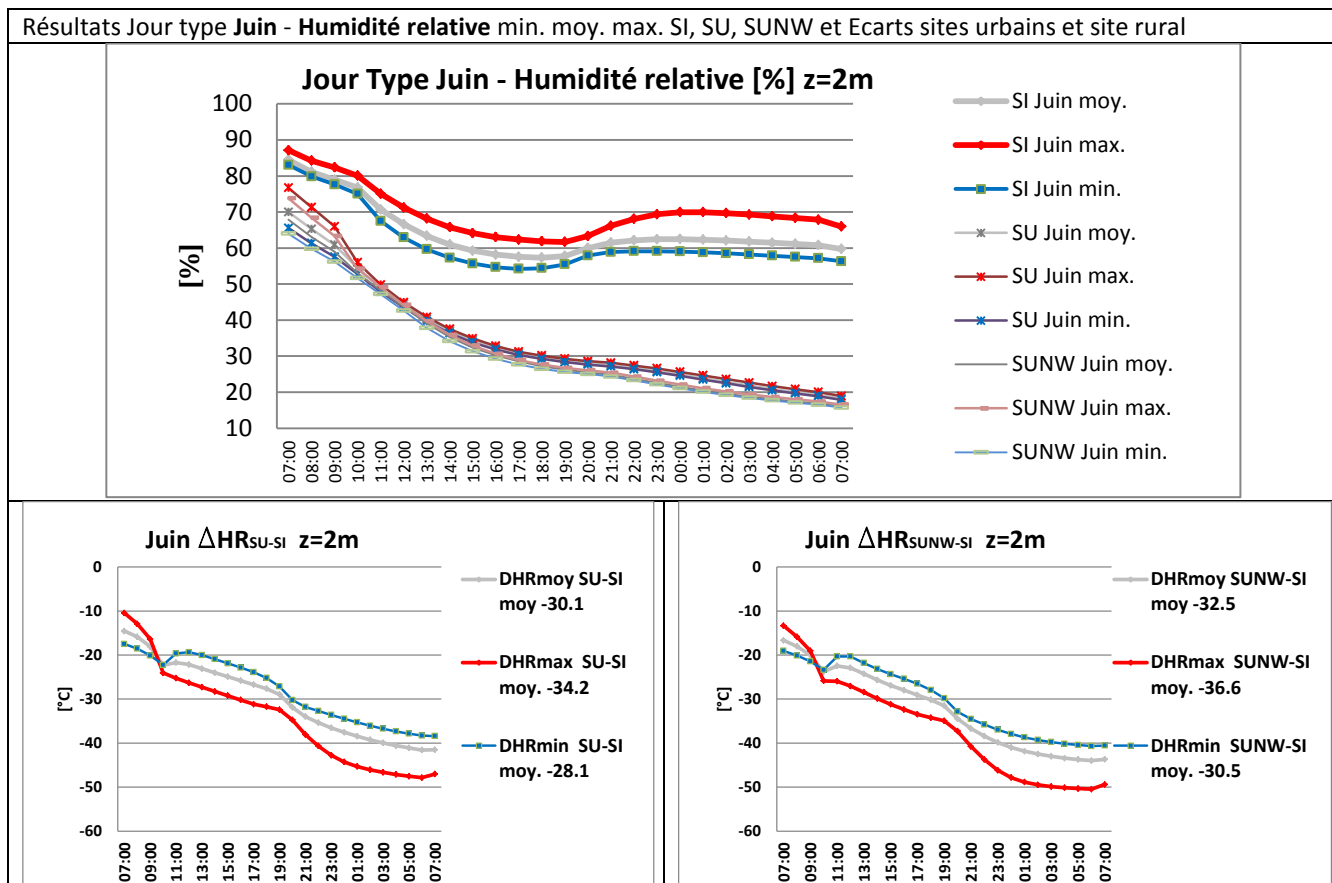 Résultats Jour type Juin - Humidité relative min. moy. max. SI, SU, SUNW et Ecarts sites urbains et site rural
Jour Type Juin - Humidité relative [%] z=2m
100
90
80
70
60
50
40
30
20
10
[%]
07:00
08:00
09:00
10:00
11:00
12:00
13:00
14:00
15:00
16:00
17:00
18:00
19:00
20:00
21:00
22:00
23:00
00:00
01:00
02:00
03:00
04:00
05:00
06:00
07:00
SI Juin moy.
SI Juin max.
SI Juin min.
SU Juin moy.
SU Juin max.
SU Juin min.
SUNW Juin moy.
SUNW Juin max.
SUNW Juin min.
Juin ΔHRSU-SI z=2m
0
-10
-20
-30
-40
-50
-60
[°C]
07:00
09:00
11:00
13:00
15:00
17:00
19:00
21:00
23:00
01:00
03:00
05:00
07:00
DHRmoy SU-SI
moy -30.1
DHRmax SU-SI
moy. -34.2
DHRmin SU-SI
moy. -28.1
Juin ΔHRSUNW-SI z=2m
0
-10
-20
-30
-40
-50
-60
[°C]
07:00
09:00
11:00
13:00
15:00
17:00
19:00
21:00
23:00
01:00
03:00
05:00
07:00
DHRmoy SUNW-SI
moy -32.5
DHRmax SUNW-SI
moy. -36.6
DHRmin SUNW-SI
moy. -30.5